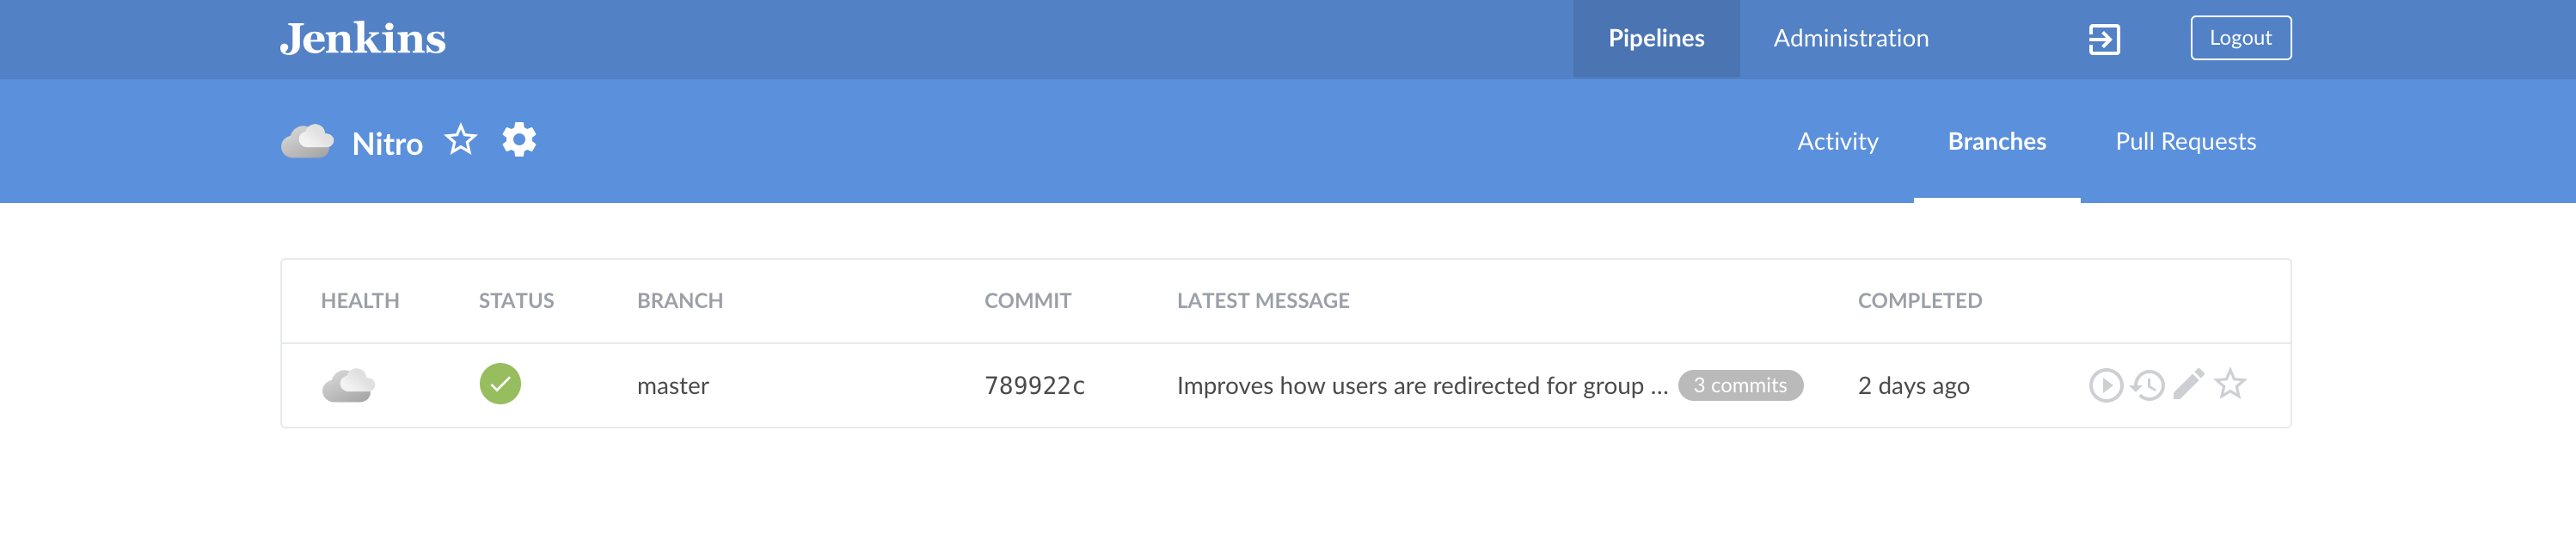 Jenkins Pipelines Administration Logout
Nitro Activity Branches Pull Requests
HEALTH STATUS BRANCH COMMIT LATEST MESSAGE COMPLETED
master 789922c Improves how users are redirected for group ... 3 commits 2 days ago